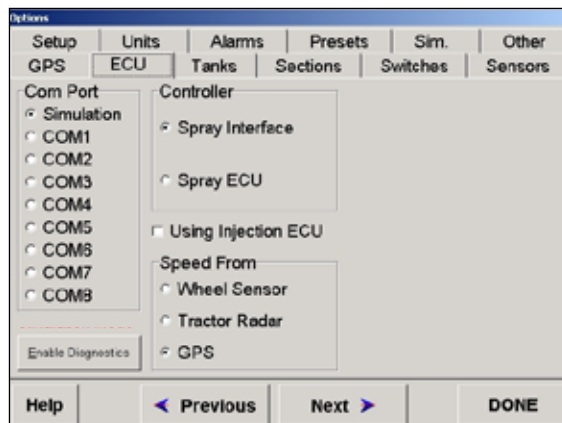 Options
Setup Units Alarms Presets Sim. Other
GPS ECU Tanks Sections Switches Sensors
Com Port
Simulation
COM1
COM2
COM3
COM4
COM5
COM6
COM7
COM8
Enable Diagnostics
Controller
Spray Interface
Spray ECU
Using Injection ECU
Speed From
Wheel Sensor
Tractor Radar
GPS
Help Previous Next DONE